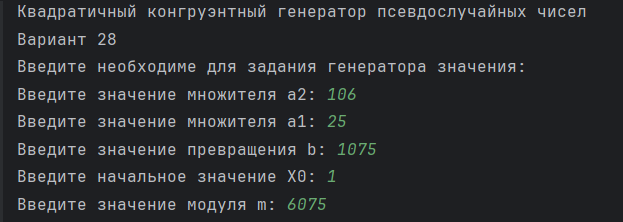 Квадратичный конгруэнтный генератор псевдослучайных чисел
Вариант 28
Введите необходиме для задания генератора значения:
Введите значение множителя a2: 106
Введите значение множителя a1: 25
Введите значение превращения b: 1075
Введите начальное значение X0: 1
Введите значение модуля m: 6075